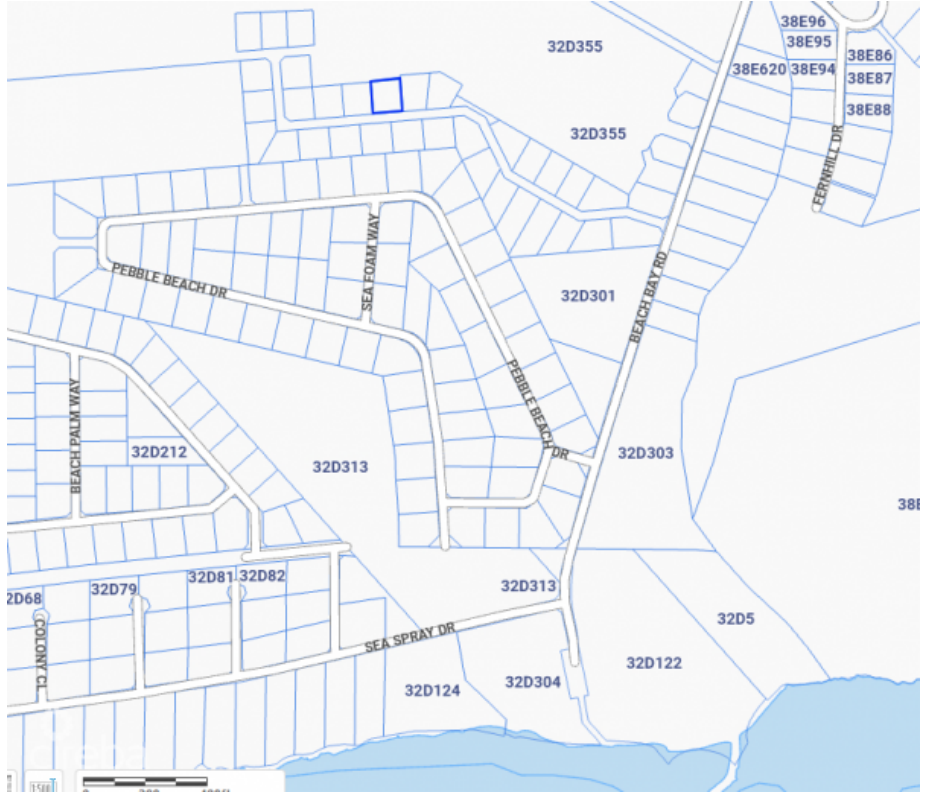 38E96
32D355
38E95
38E86
38E620
38E94
38E87
38E88
32D355
FERNHILL DR
SEA FOAM WAY
PEBBLE BEACH DR
BEACH BAY RD
32D301
PEBBLE BEACH DR
BEACH PALM WAY
32D212
32D313
32D303
32D81
32D82
32D79
32D313
32D5
COLONY CL
SEA SPRAY DR
32D122
32D304
32D124
cireba